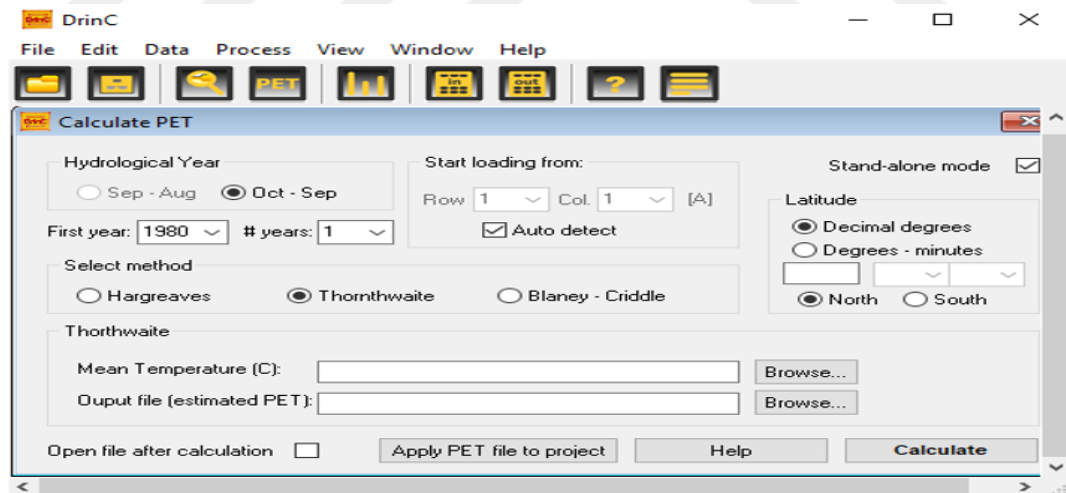 DrinC
File Edit Data Process View Window Help
PET in out ?
Calculate PET
Hydrological Year
Sep - Aug Oct - Sep
First year: 1980 # years: 1
Start loading from:
Row 1 Col. 1 [A]
Auto detect
Stand-alone mode
Latitude
Decimal degrees
Degrees - minutes
North South
Select method
Hargreaves Thornthwaite Blaney - Criddle
Thorthwaite
Mean Temperature (C): Browse...
Ouput file (estimated PET): Browse...
Open file after calculation Apply PET file to project Help Calculate